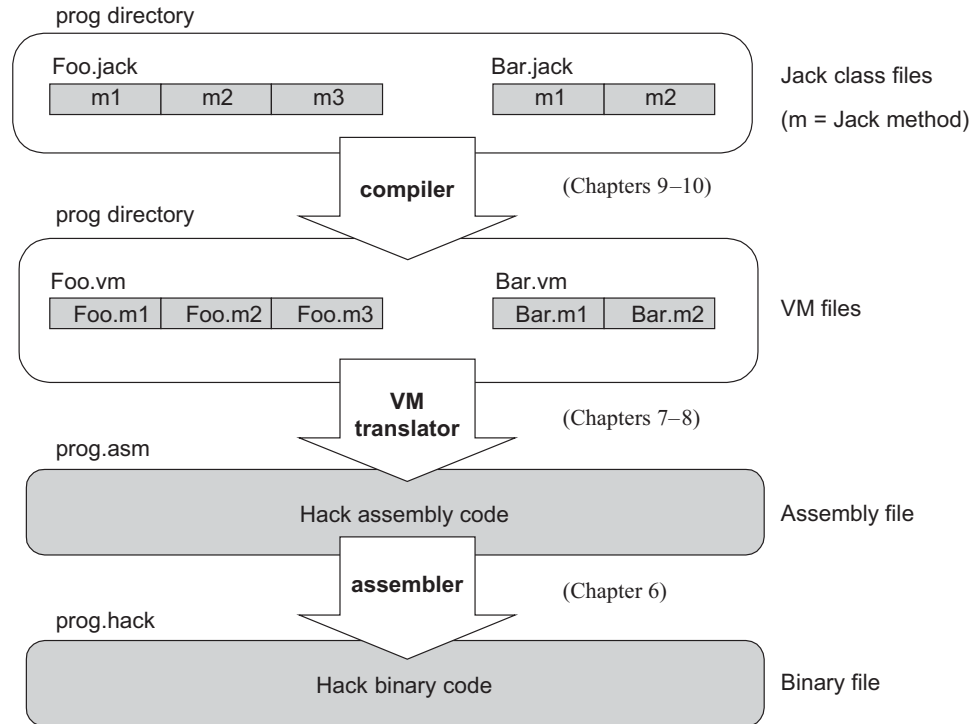 prog directory
Foo.jack
Bar.jack
m1 m2 m3
m1 m2
Jack class files
(m = Jack method)
compiler
(Chapters 9–10)
prog directory
Foo.vm
Bar.vm
Foo.m1 Foo.m2 Foo.m3
Bar.m1 Bar.m2
VM files
VM
translator
(Chapters 7–8)
prog.asm
Hack assembly code
Assembly file
assembler
(Chapter 6)
prog.hack
Hack binary code
Binary file